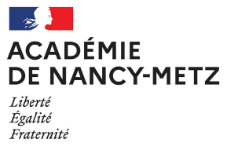 ACADÉMIE
DE NANCY-METZ
Liberté
Égalité
Fraternité